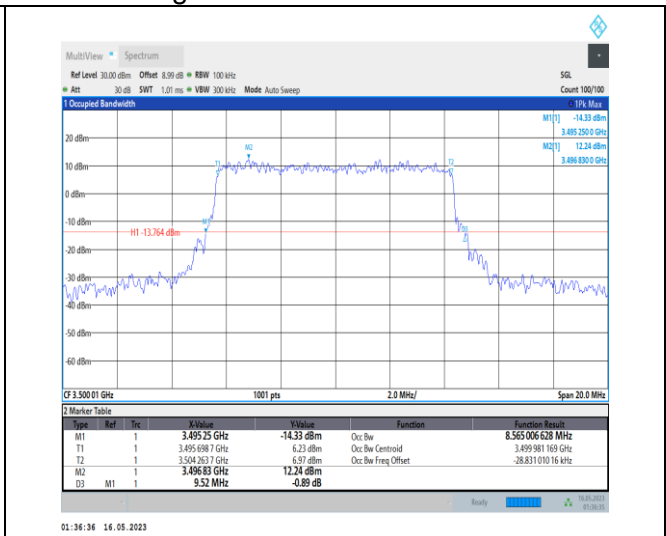 MultiView Spectrum
Ref Level 30.00 dBm Offset 8.99 dB RBW 100 kHz SGL
Att 30 dB SWT 1.01 ms VBW 300 kHz Mode Auto Sweep Count 100/100
1 Occupied Bandwidth 1Pk Max
M1[1] -14.33 dBm
3.495 250 0 GHz
M2[1] 12.24 dBm
3.496 830 0 GHz
20 dBm
M2
10 dBm
T1
T2
0 dBm
-10 dBm
M1
H1 -13.764 dBm
D3
-20 dBm
-30 dBm
-40 dBm
-50 dBm
-60 dBm
CF 3.500 01 GHz 1001 pts 2.0 MHz/ Span 20.0 MHz
2 Marker Table
Type Ref Trc X-Value Y-Value Function Function Result
M1 1 3.495 25 GHz -14.33 dBm Occ Bw 8.565 006 628 MHz
T1 1 3.495 698 7 GHz 6.23 dBm Occ Bw Centroid 3.499 981 169 GHz
T2 1 3.504 263 7 GHz 6.97 dBm Occ Bw Freq Offset -28.831 010 16 kHz
M2 1 3.496 83 GHz 12.24 dBm
D3 M1 1 9.52 MHz -0.89 dB
Ready 16.05.2023
01:36:35
01:36:36 16.05.2023